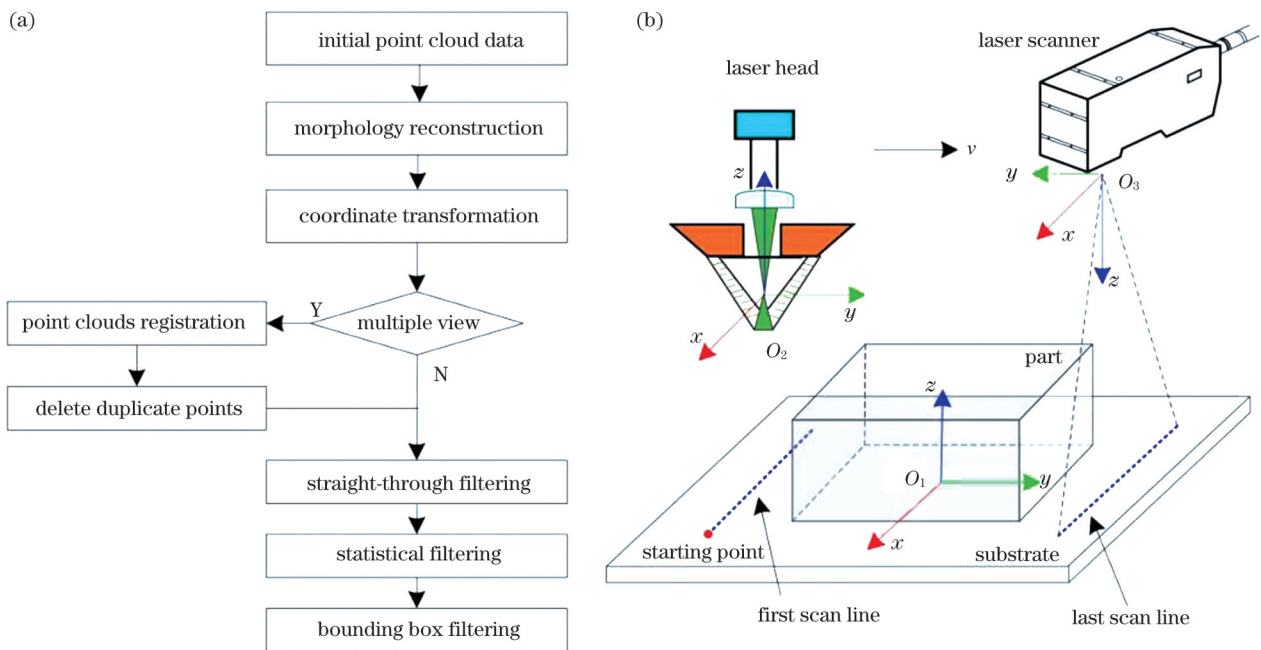 (a)
initial point cloud data
morphology reconstruction
coordinate transformation
multiple view
Y
N
point clouds registration
delete duplicate points
straight-through filtering
statistical filtering
bounding box filtering
(b)
laser scanner
laser head
v
z
y
x
O₂
y
O₃
x
z
part
z
O₁
y
x
starting point
substrate
first scan line
last scan line